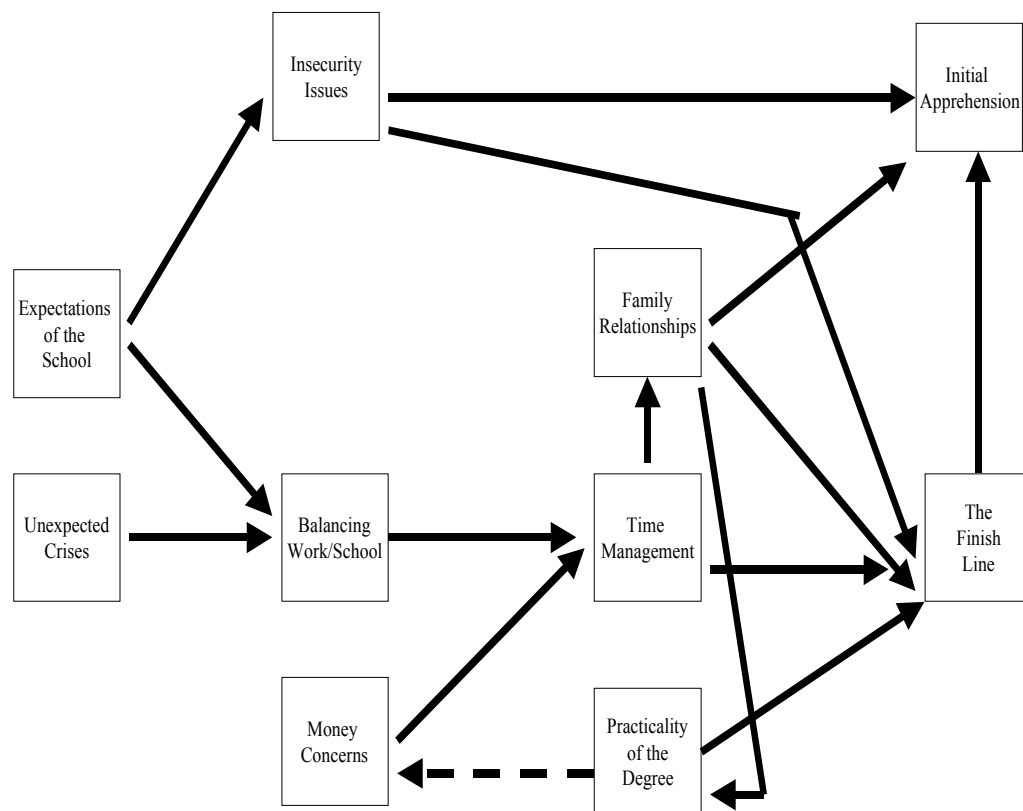 Insecurity
Issues
Initial
Apprehension
Expectations
of the
School
Family
Relationships
Unexpected
Crises
Balancing
Work/School
Time
Management
The
Finish
Line
Money
Concerns
Practicality
of the
Degree